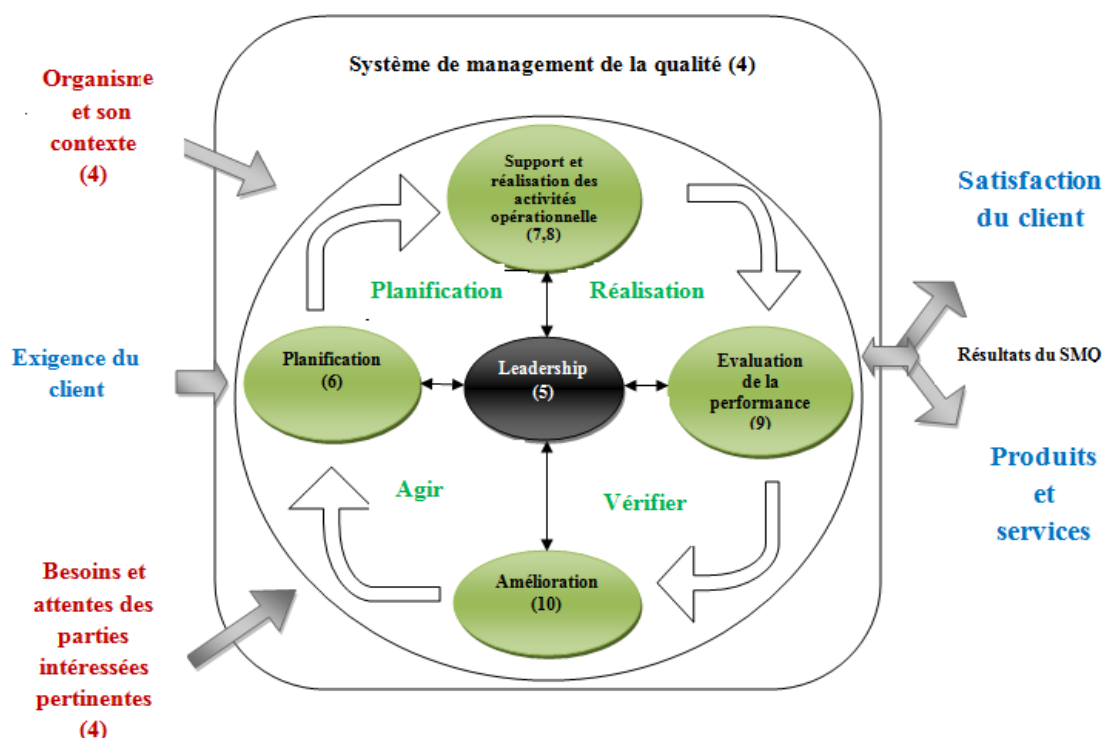 Système de management de la qualité (4)
Organisme
et son
contexte
(4)
Support et
réalisation des
activités
opérationnelle
(7,8)
Satisfaction
du client
Planification
Réalisation
Exigence du
client
Planification
(6)
Leadership
(5)
Evaluation
de la
performance
(9)
Résultats du SMQ
Agir
Vérifier
Produits
et
services
Besoins et
attentes des
parties
intéressées
pertinentes
(4)
Amélioration
(10)